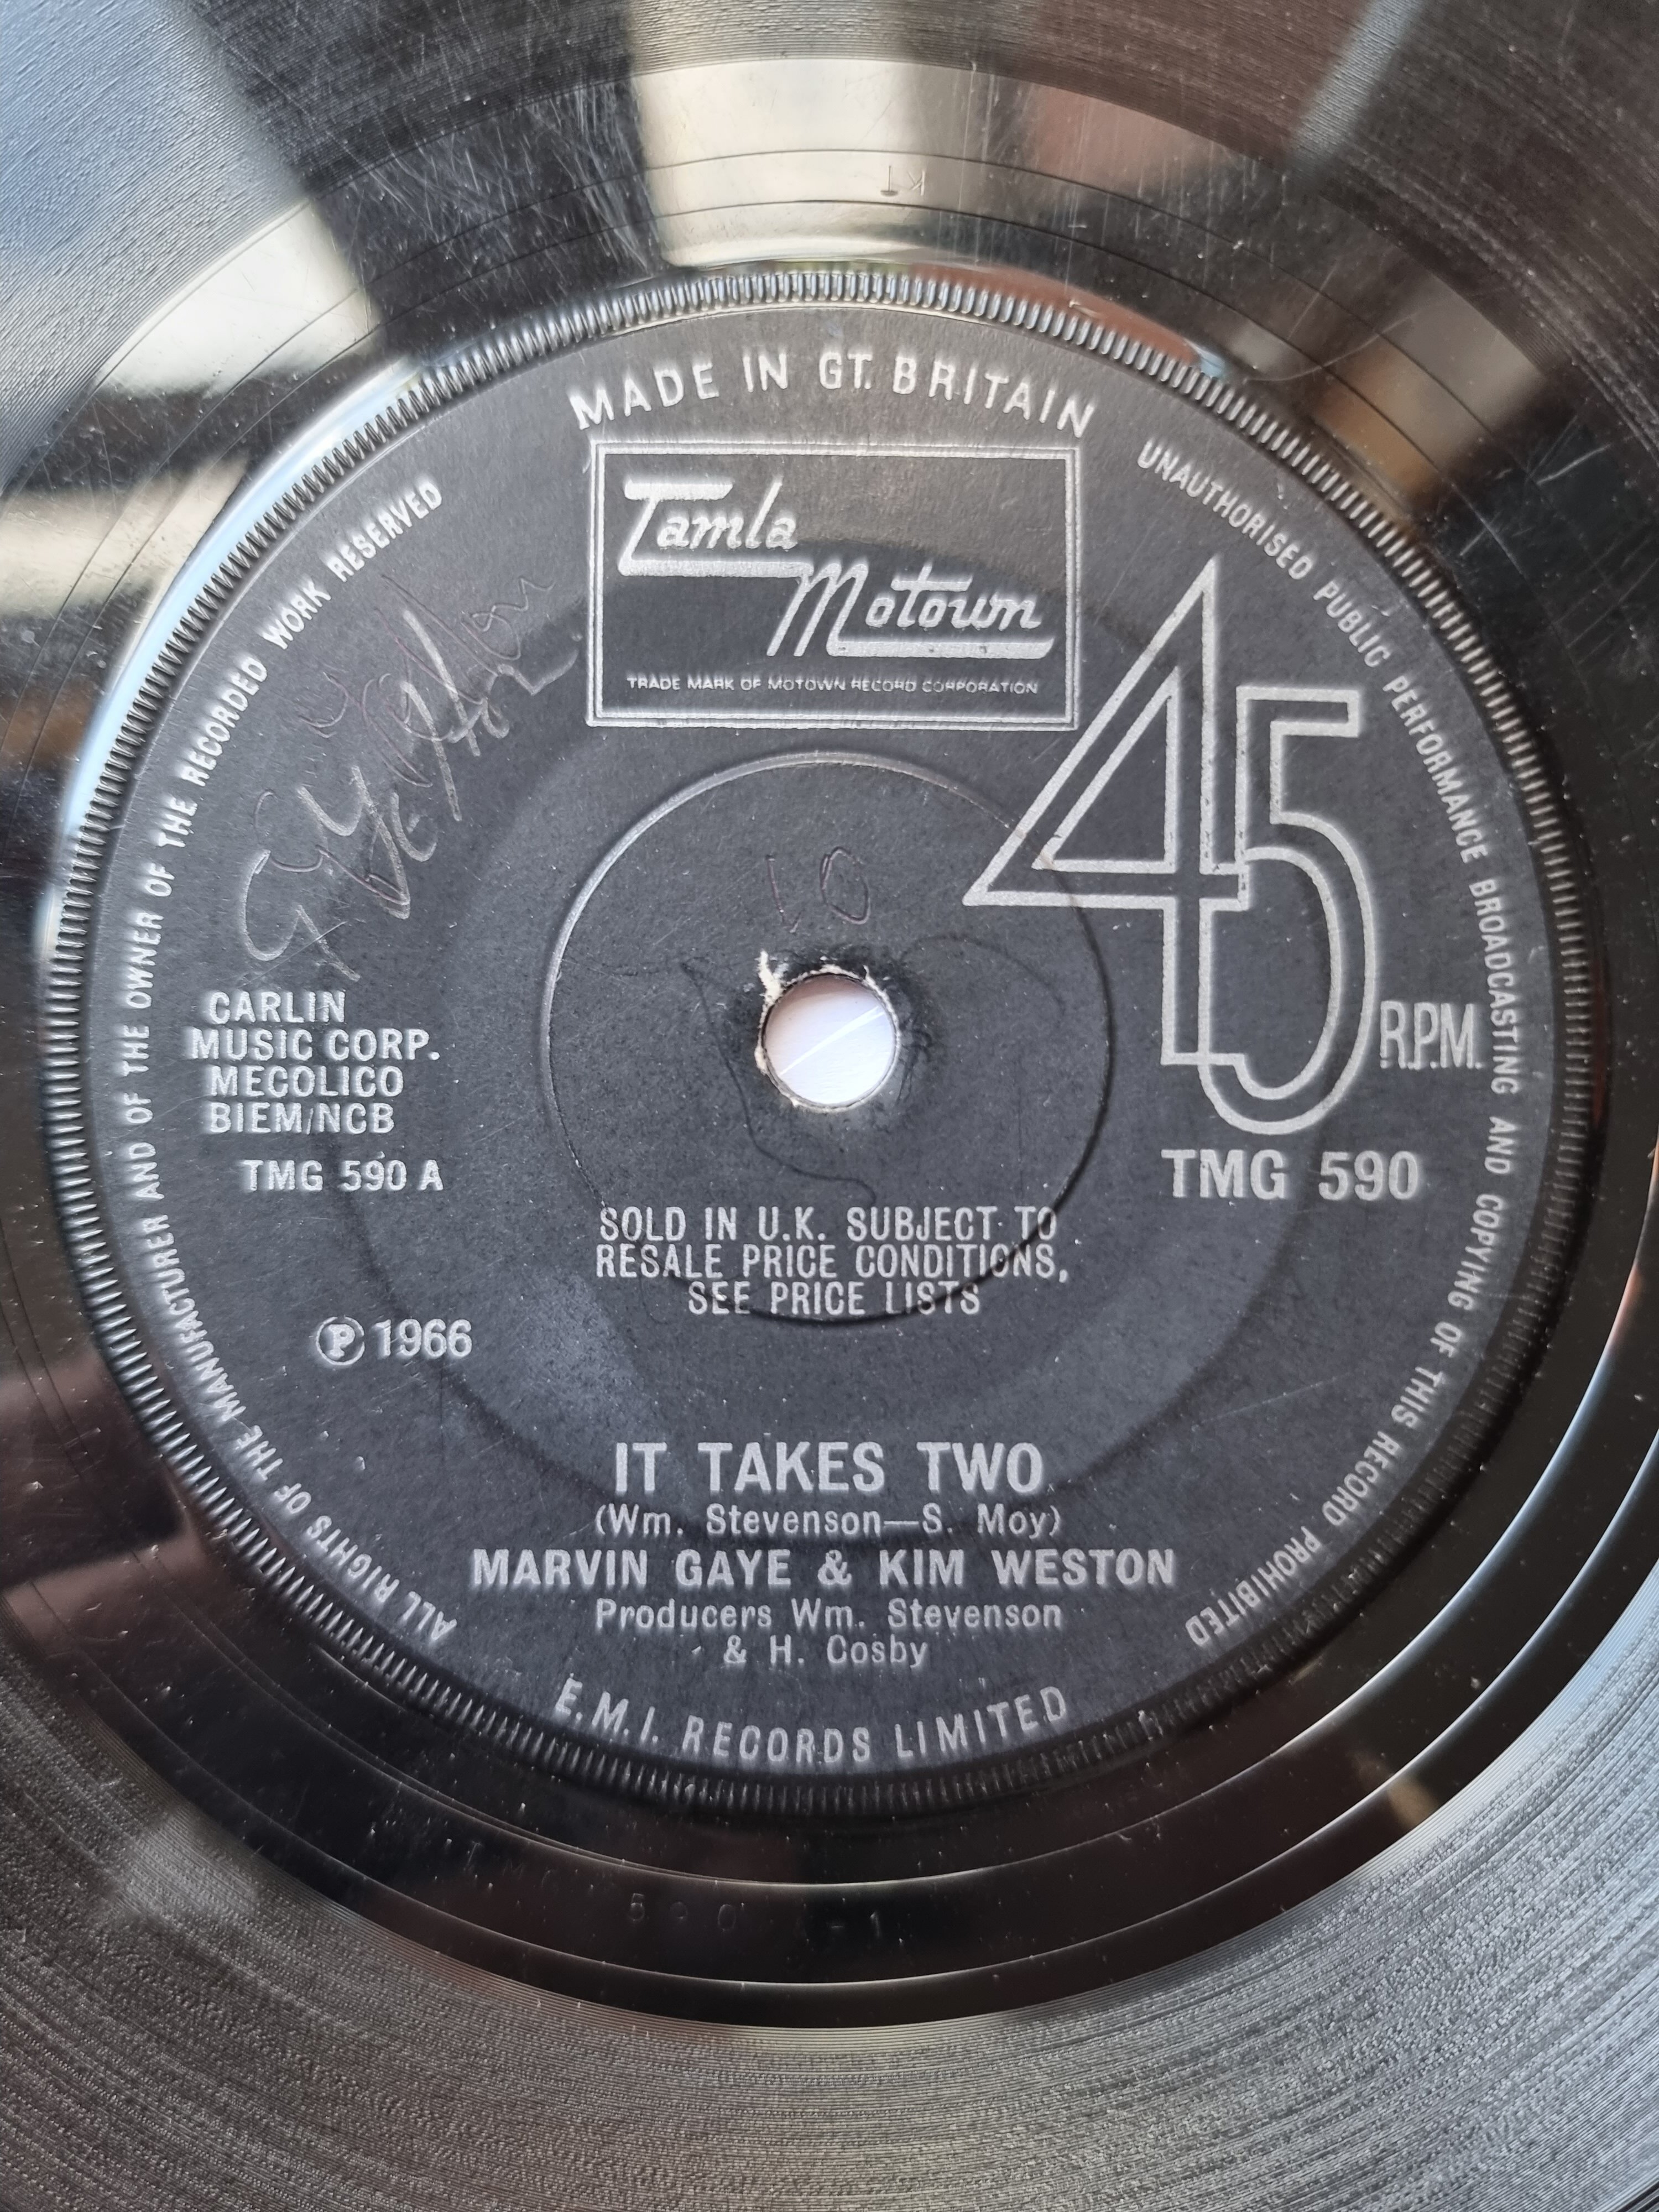 MADE IN GT. BRITAIN
Tamla
Motown
TRADE MARK OF MOTOWN RECORD CORPORATION
UNAUTHORISED PUBLIC PERFORMANCE BROADCASTING AND COPYING OF THIS RECORD PROHIBITED
ALL RIGHTS OF THE MANUFACTURER AND OF THE OWNER OF THE RECORDED WORK RESERVED
45
R.P.M.
10
CARLIN
MUSIC CORP.
MECOLICO
BIEM/NCB
TMG 590 A
TMG 590
SOLD IN U.K. SUBJECT TO
RESALE PRICE CONDITIONS,
SEE PRICE LISTS
Ⓟ 1966
IT TAKES TWO
(Wm. Stevenson—S. Moy)
MARVIN GAYE & KIM WESTON
Producers Wm. Stevenson
& H. Cosby
E.M.I. RECORDS LIMITED